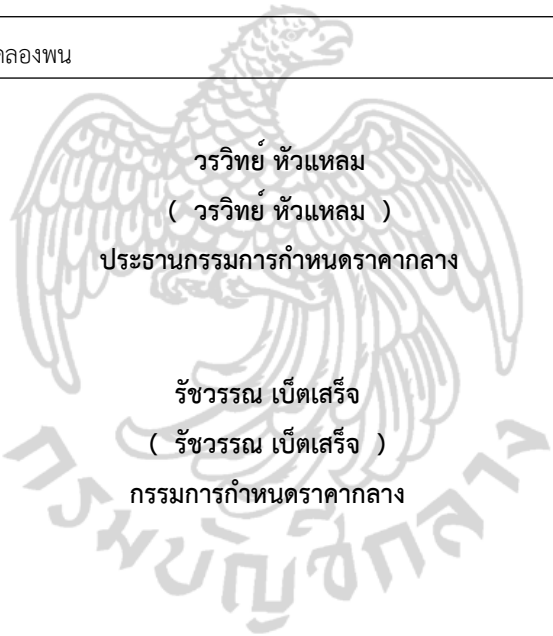 คลองพน
วรวิทย์ หัวแหลม
( วรวิทย์ หัวแหลม )
ประธานกรรมการกำหนดราคากลาง
รัชวรรณ เบ็ตเสร็จ
( รัชวรรณ เบ็ตเสร็จ )
กรรมการกำหนดราคากลาง
กรมบัญชีกลาง